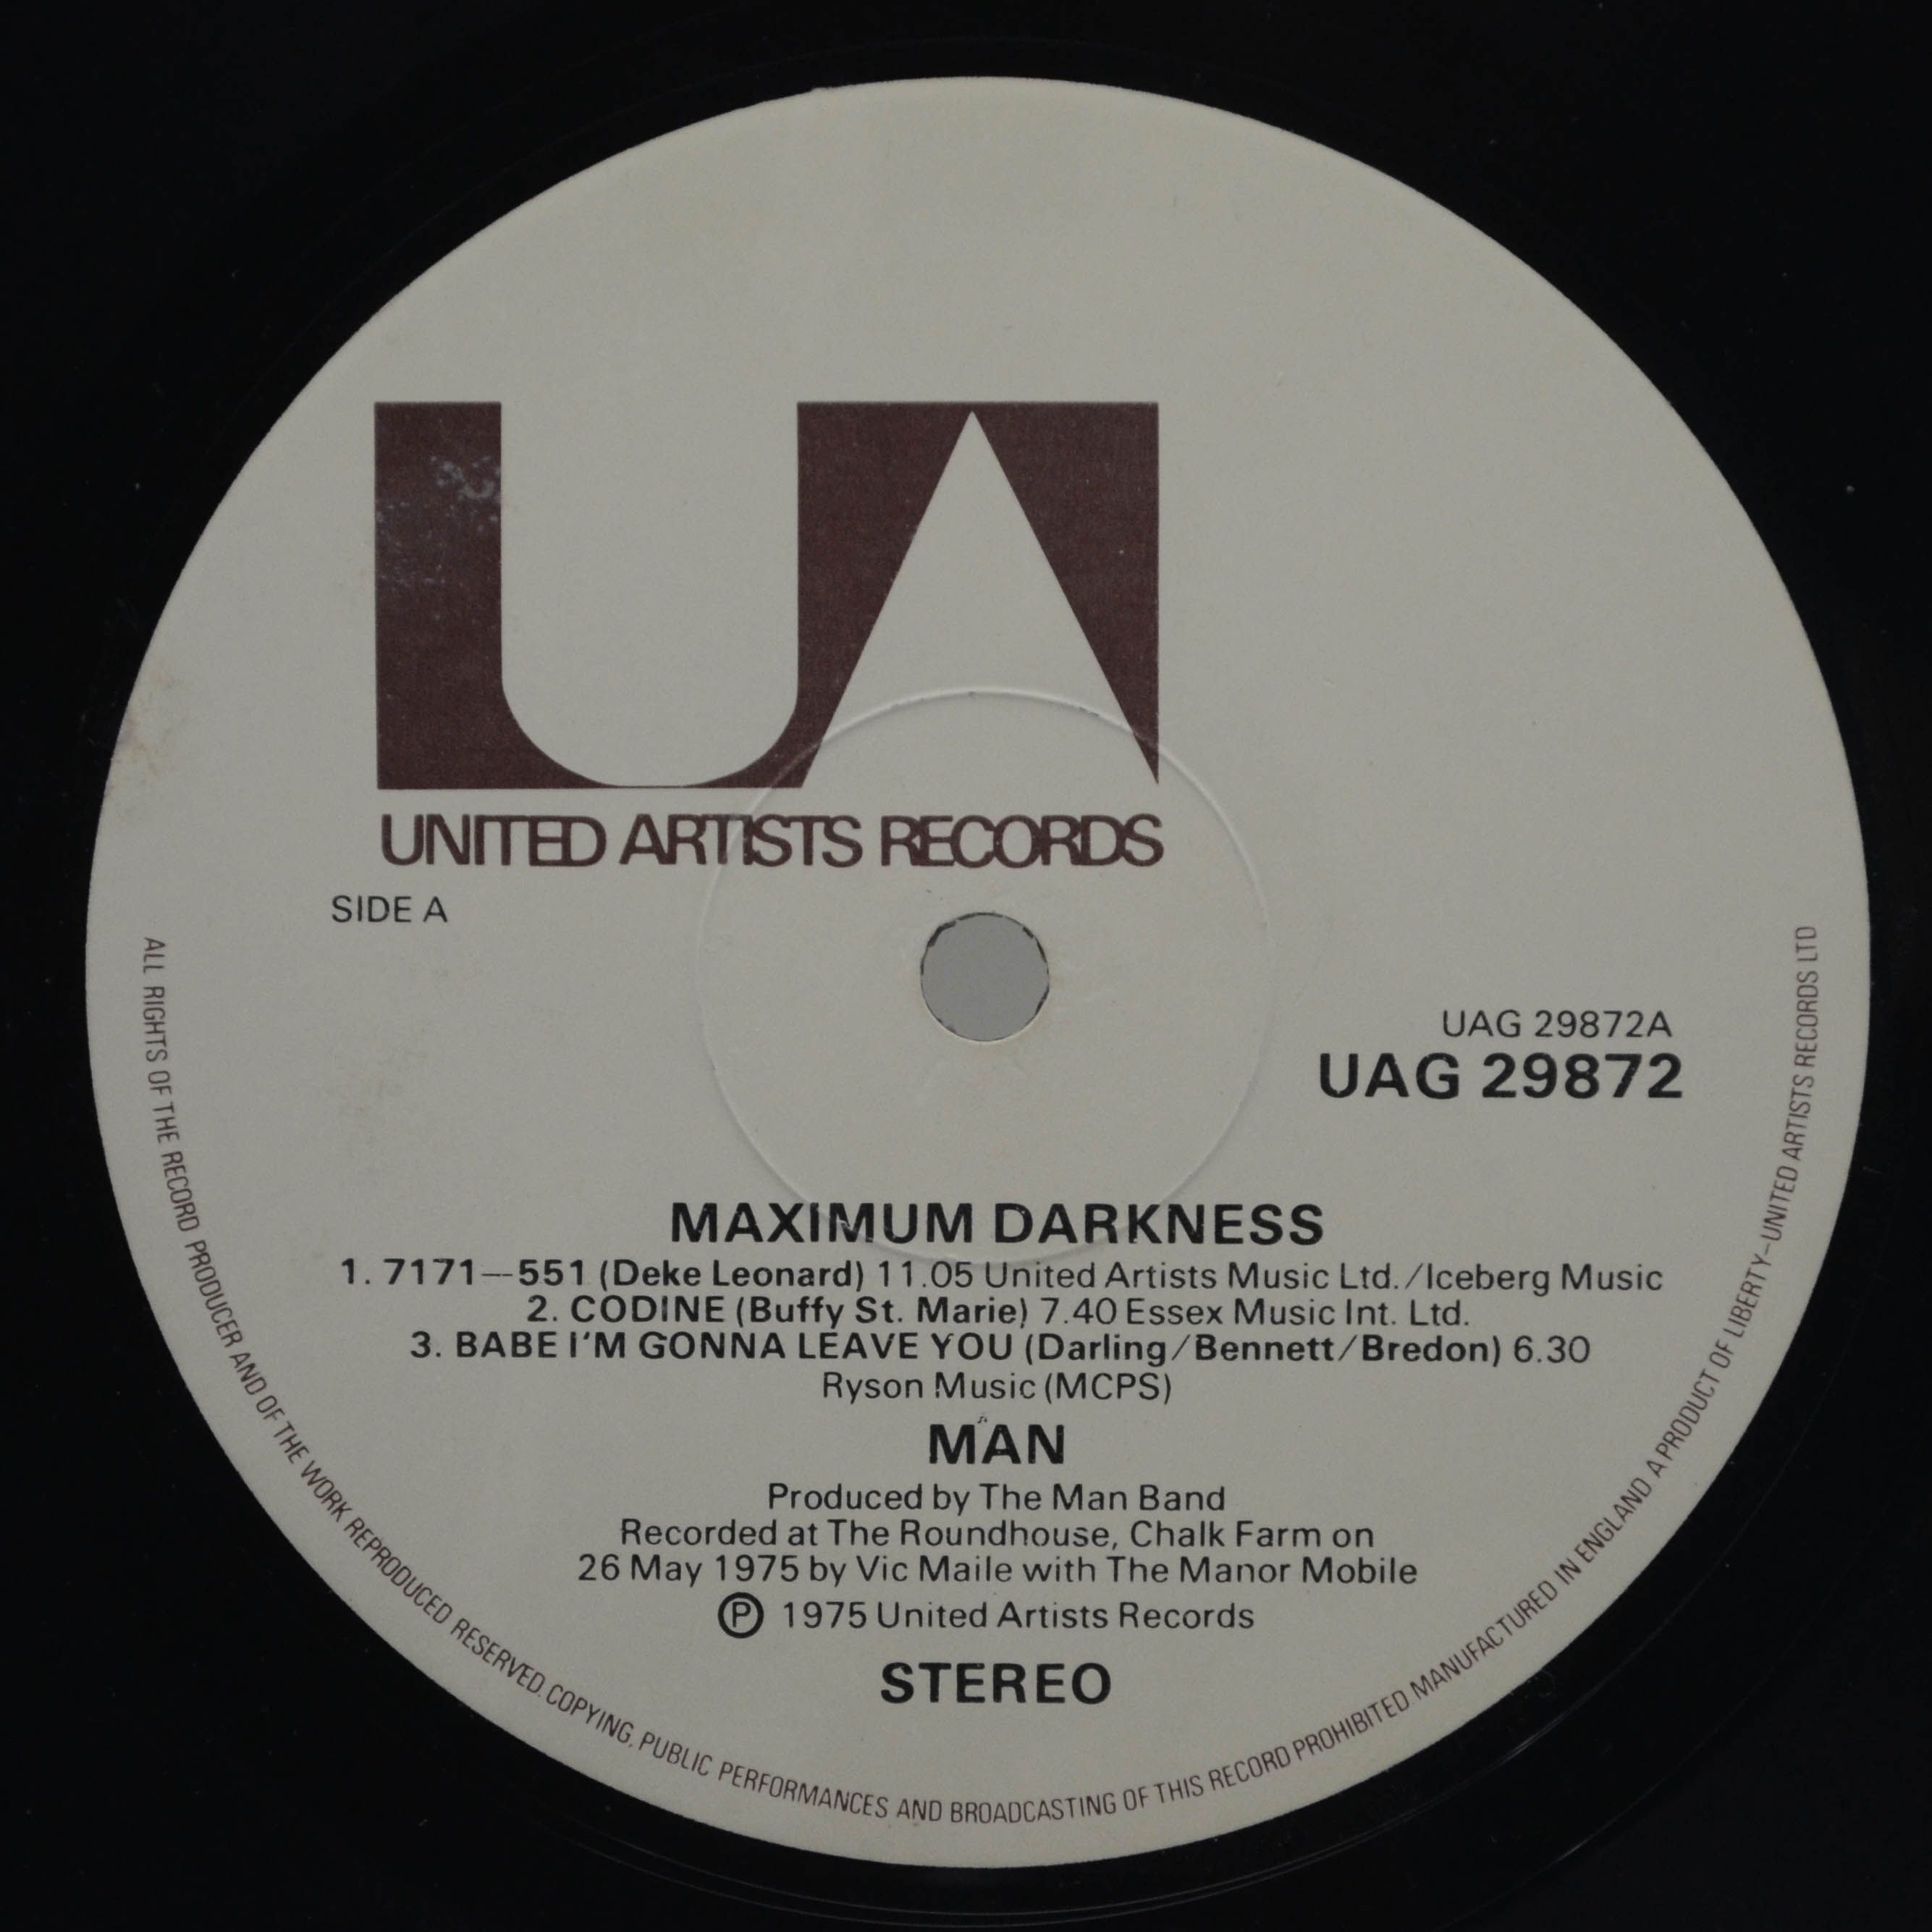 UA
UNITED ARTISTS RECORDS
SIDE A
UAG 29872A
UAG 29872
MAXIMUM DARKNESS
1. 7171—551 (Deke Leonard) 11.05 United Artists Music Ltd./Iceberg Music
2. CODINE (Buffy St. Marie) 7.40 Essex Music Int. Ltd.
3. BABE I'M GONNA LEAVE YOU (Darling/Bennett/Bredon) 6.30
Ryson Music (MCPS)
MAN
Produced by The Man Band
Recorded at The Roundhouse, Chalk Farm on
26 May 1975 by Vic Maile with The Manor Mobile
Ⓟ 1975 United Artists Records
STEREO
ALL RIGHTS OF THE RECORD PRODUCER AND OF THE WORK REPRODUCED RESERVED. COPYING, PUBLIC PERFORMANCES AND BROADCASTING OF THIS RECORD PROHIBITED MANUFACTURED IN ENGLAND A PRODUCT OF LIBERTY-UNITED ARTISTS RECORDS LTD